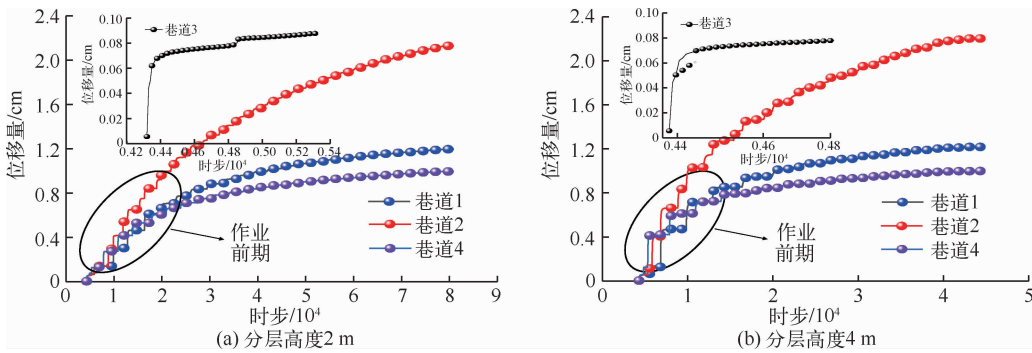 2.4
2.0
1.6
1.2
0.8
0.4
0
位移量/cm
0.10
0.08
0.06
0.04
0.02
0
位移量/cm
巷道3
0.42 0.44 0.46 0.48 0.50 0.52 0.54
时步/10⁴
作业
前期
巷道1
巷道2
巷道4
0 1 2 3 4 5 6 7 8 9
时步/10⁴
(a) 分层高度2 m
2.4
2.0
1.6
1.2
0.8
0.4
0
位移量/cm
0.10
0.08
0.06
0.04
0.02
0
位移量/cm
巷道3
0.44 0.46 0.48
时步/10⁴
作业
前期
巷道1
巷道2
巷道4
0 1 2 3 4 5
时步/10⁴
(b) 分层高度4 m